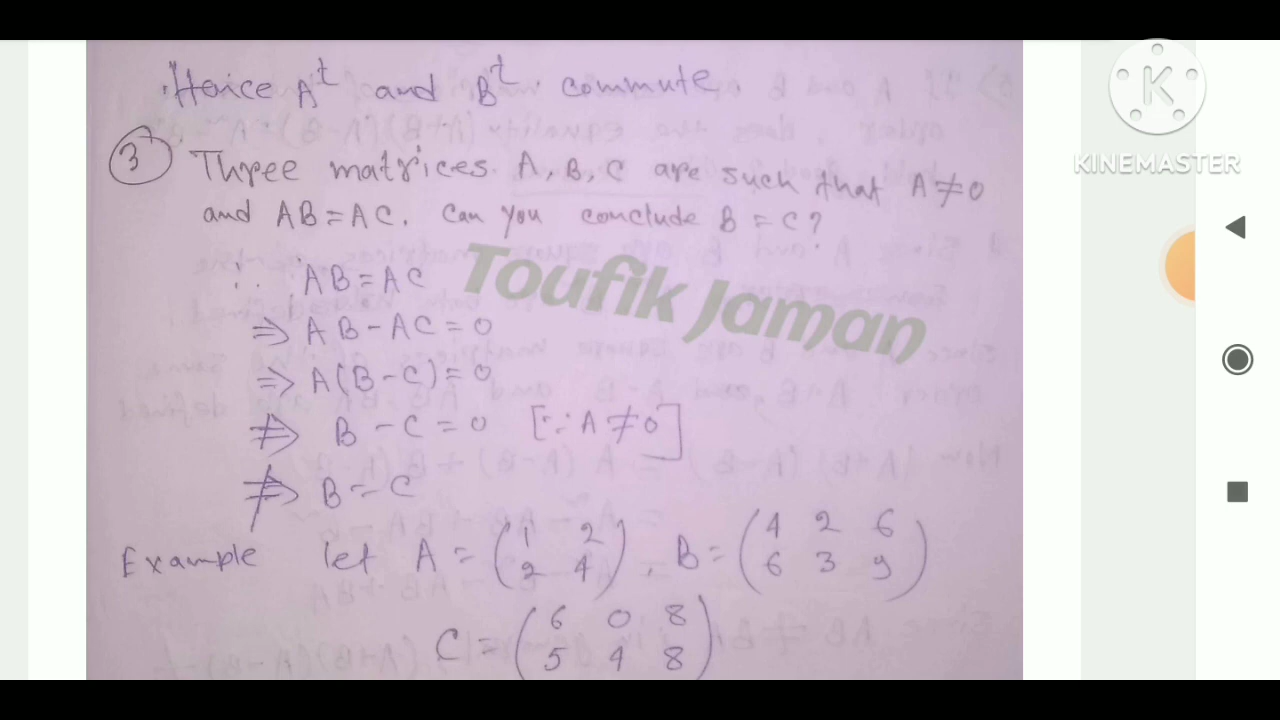 Hence A^t and B^t commute.
K
KINEMASTER
3) Three matrices A, B, C are such that A ≠ 0
and AB = AC. Can you conclude B = C?
Toufik Jaman
∴ AB = AC
⇒ AB - AC = 0
⇒ A(B - C) = 0
⇏ B - C = 0 [∵ A ≠ 0]
⇏ B = C
Example let A = (1 2
2 4), B = (4 2 6
6 3 9)
C = (6 0 8
5 4 8)